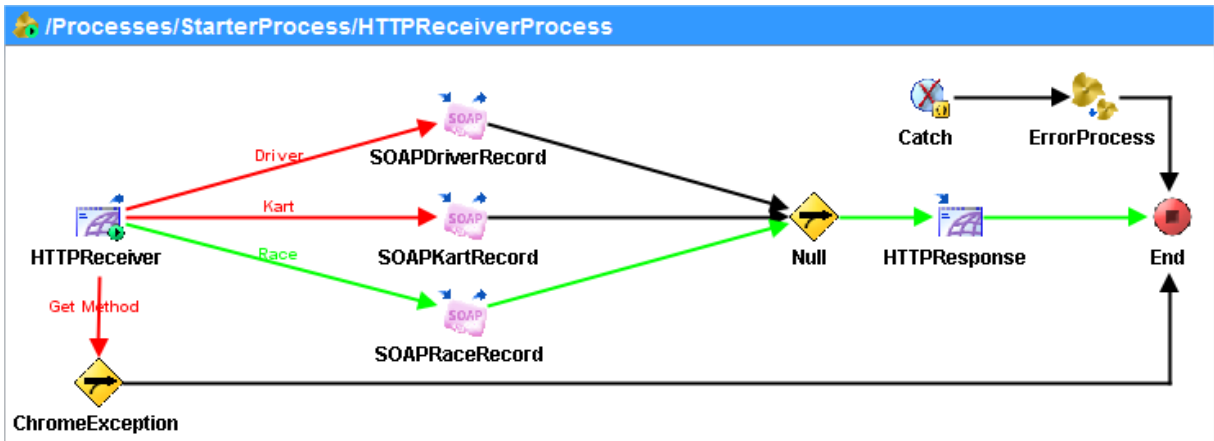 /Processes/StarterProcess/HTTPReceiverProcess
Catch
ErrorProcess
SOAP
Driver
SOAPDriverRecord
Kart
SOAP
HTTPReceiver
SOAPKartRecord
Null
HTTPResponse
End
Race
Get Method
SOAP
SOAPRaceRecord
ChromeException